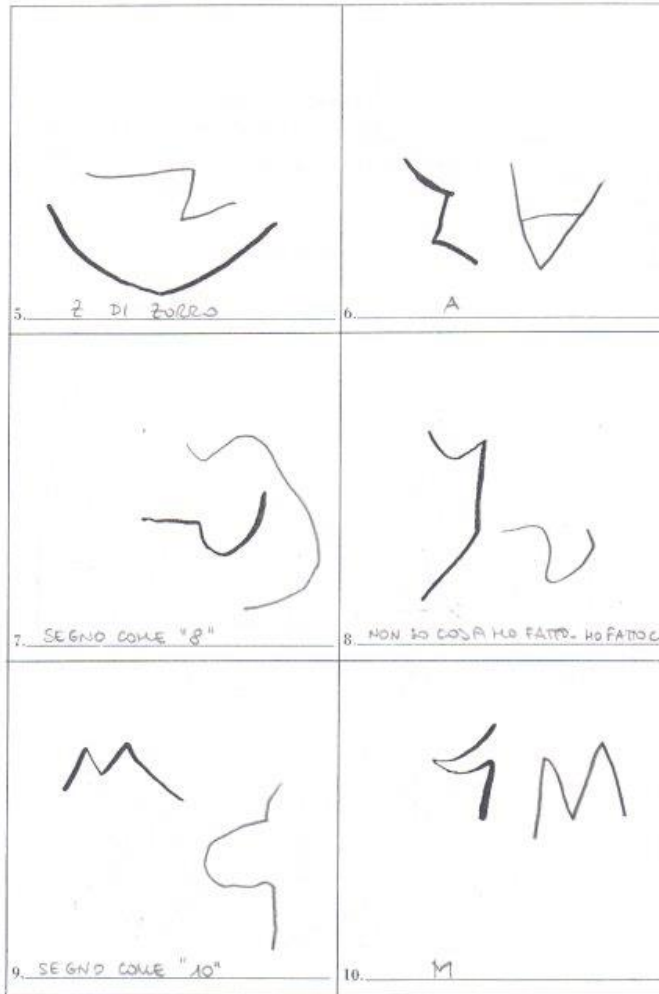 5. Z DI ZORRO
6. A
7. SEGNO COME "8"
8. NON SO COSA HO FATTO - HO FATTO C
9. SEGNO COME "10"
10. M